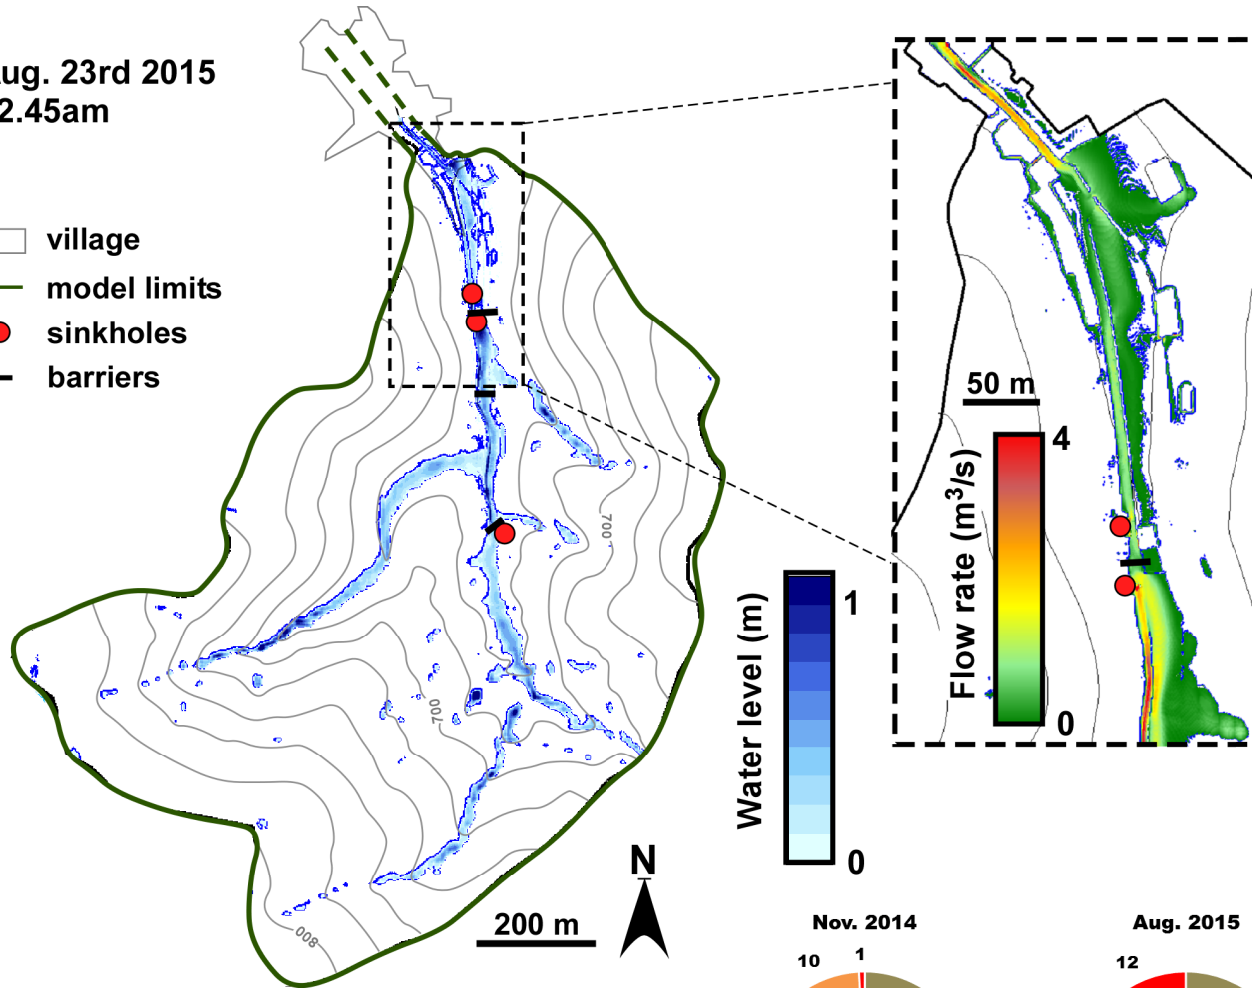 ug. 23rd 2015
2.45am
village
model limits
sinkholes
barriers
700
700
800
200 m
N
Water level (m)
1
0
50 m
Flow rate (m³/s)
4
0
Nov. 2014
10
1
Aug. 2015
12